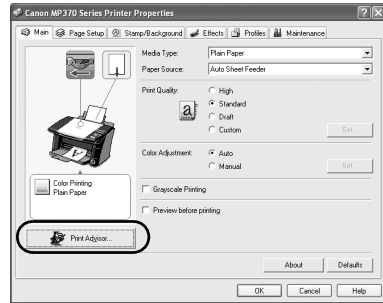 Canon MP370 Series Printer Properties
Main Page Setup Stamp/Background Effects Profiles Maintenance
Media Type: Plain Paper
Paper Source: Auto Sheet Feeder
Print Quality: High
Standard
Draft
Custom Set...
Color Adjustment: Auto
Manual Set...
Color Printing
Plain Paper
Grayscale Printing
Preview before printing
Print Advisor...
About Defaults
OK Cancel Help